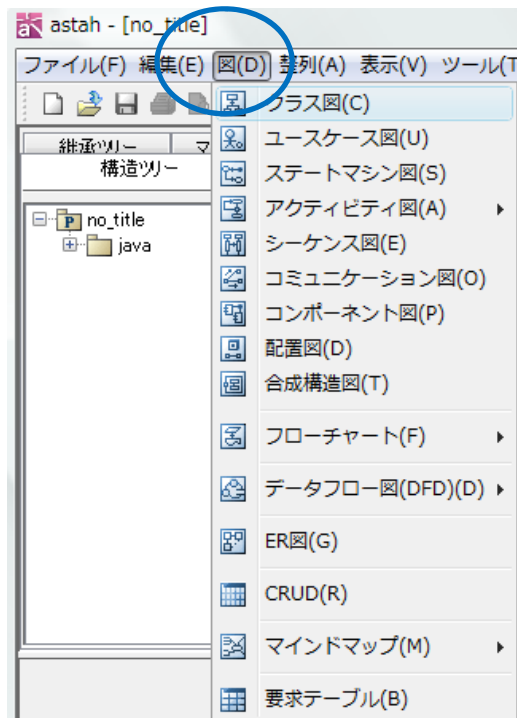 astah - [no_title]
ファイル(F) 編集(E) 図(D) 整列(A) 表示(V) ツール(T
継承ツリー マ
構造ツリー
no_title
java
クラス図(C)
ユースケース図(U)
ステートマシン図(S)
アクティビティ図(A)
シーケンス図(E)
コミュニケーション図(O)
コンポーネント図(P)
配置図(D)
合成構造図(T)
フローチャート(F)
データフロー図(DFD)(D)
ER図(G)
CRUD(R)
マインドマップ(M)
要求テーブル(B)